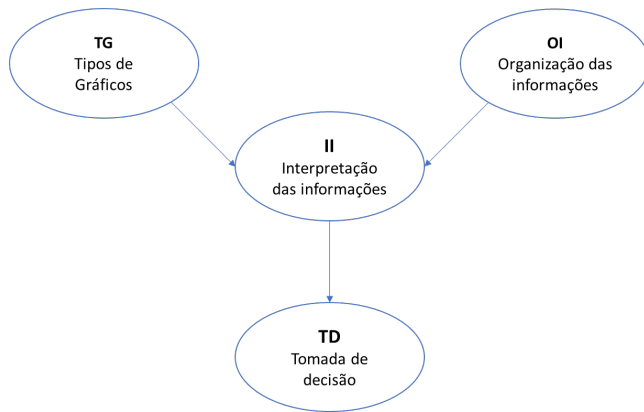 TG
Tipos de
Gráficos
OI
Organização das
informações
II
Interpretação
das informações
TD
Tomada de
decisão